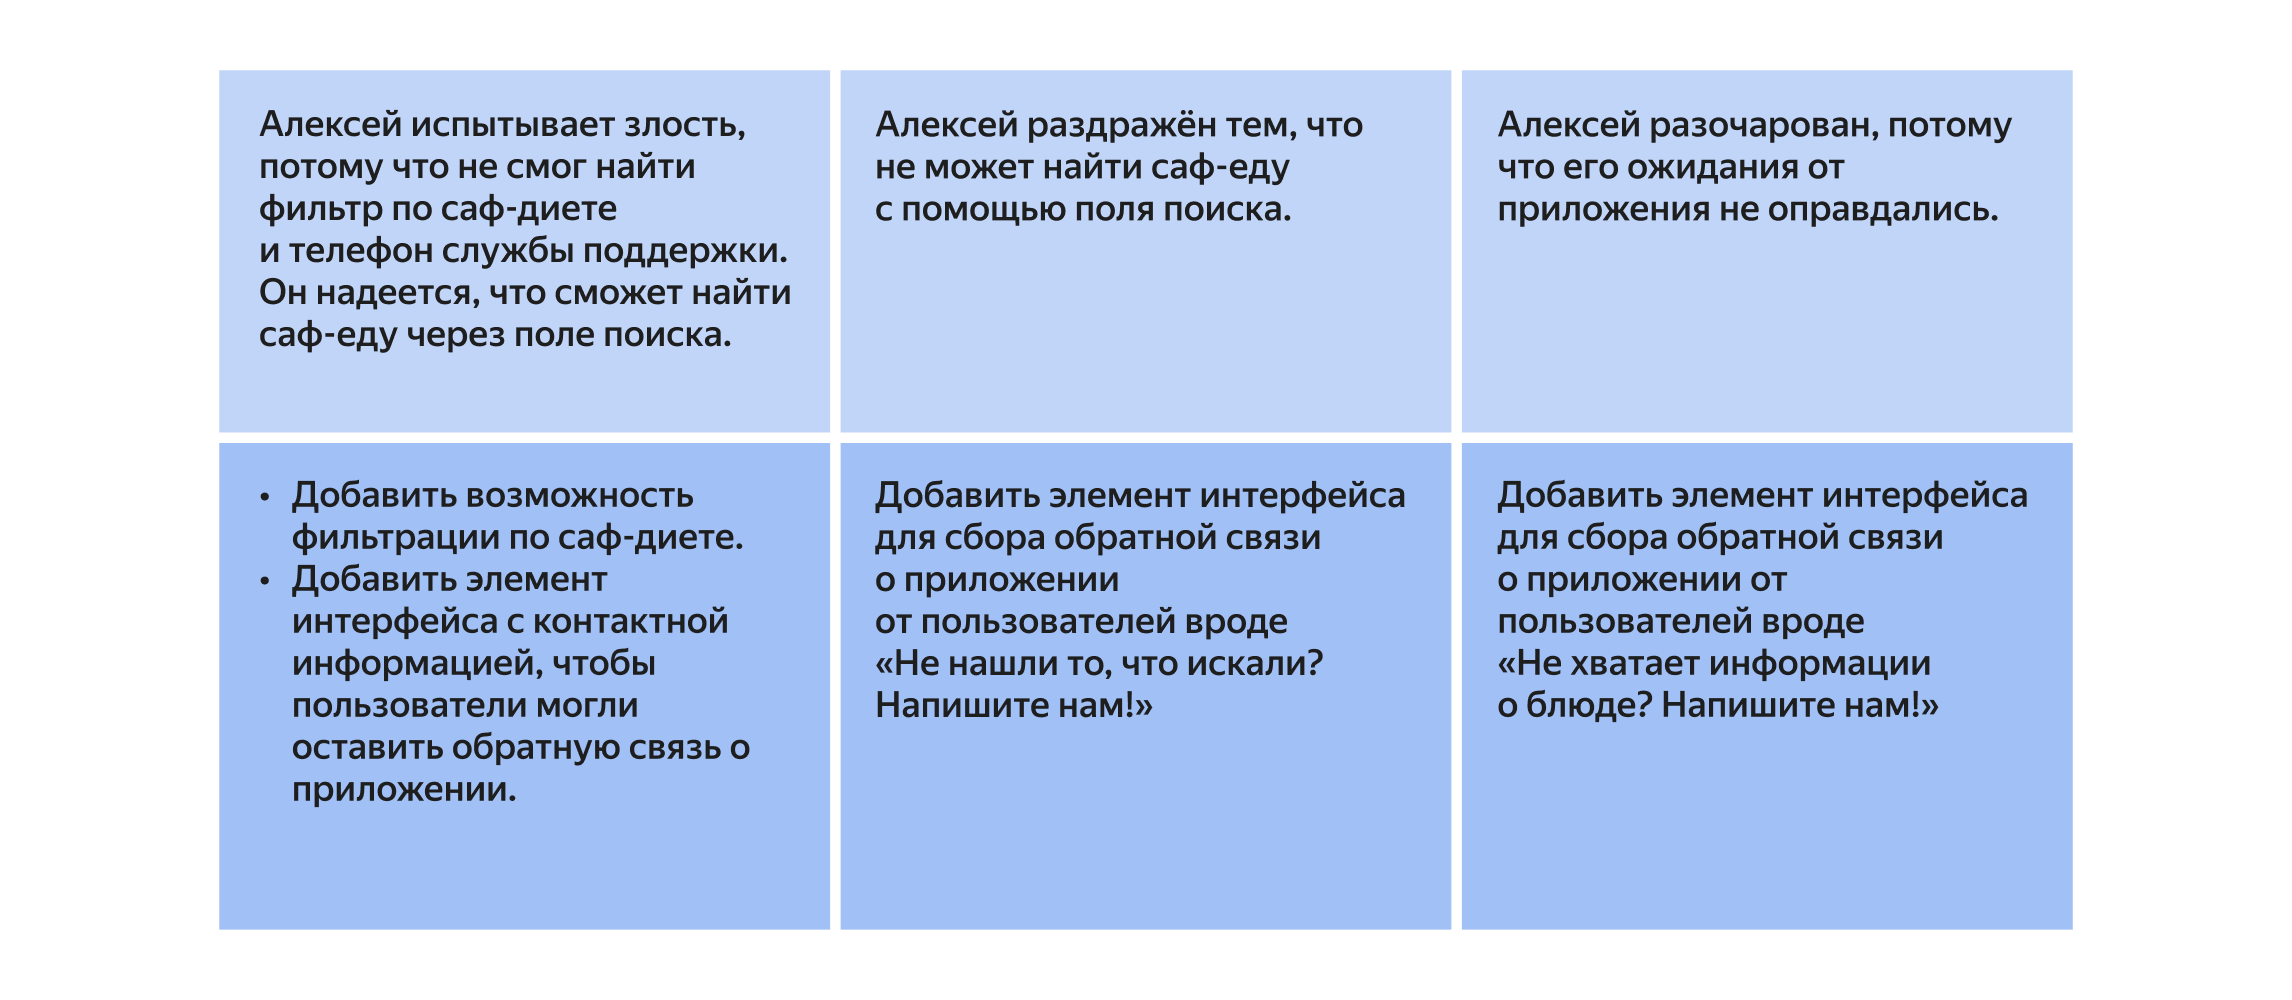 Алексей испытывает злость,
потому что не смог найти
фильтр по саф-диете
и телефон службы поддержки.
Он надеется, что сможет найти
саф-еду через поле поиска.
Алексей раздражён тем, что
не может найти саф-еду
с помощью поля поиска.
Алексей разочарован, потому
что его ожидания от
приложения не оправдались.
• Добавить возможность
фильтрации по саф-диете.
• Добавить элемент
интерфейса с контактной
информацией, чтобы
пользователи могли
оставить обратную связь о
приложении.
Добавить элемент интерфейса
для сбора обратной связи
о приложении
от пользователей вроде
«Не нашли то, что искали?
Напишите нам!»
Добавить элемент интерфейса
для сбора обратной связи
о приложении от
пользователей вроде
«Не хватает информации
о блюде? Напишите нам!»